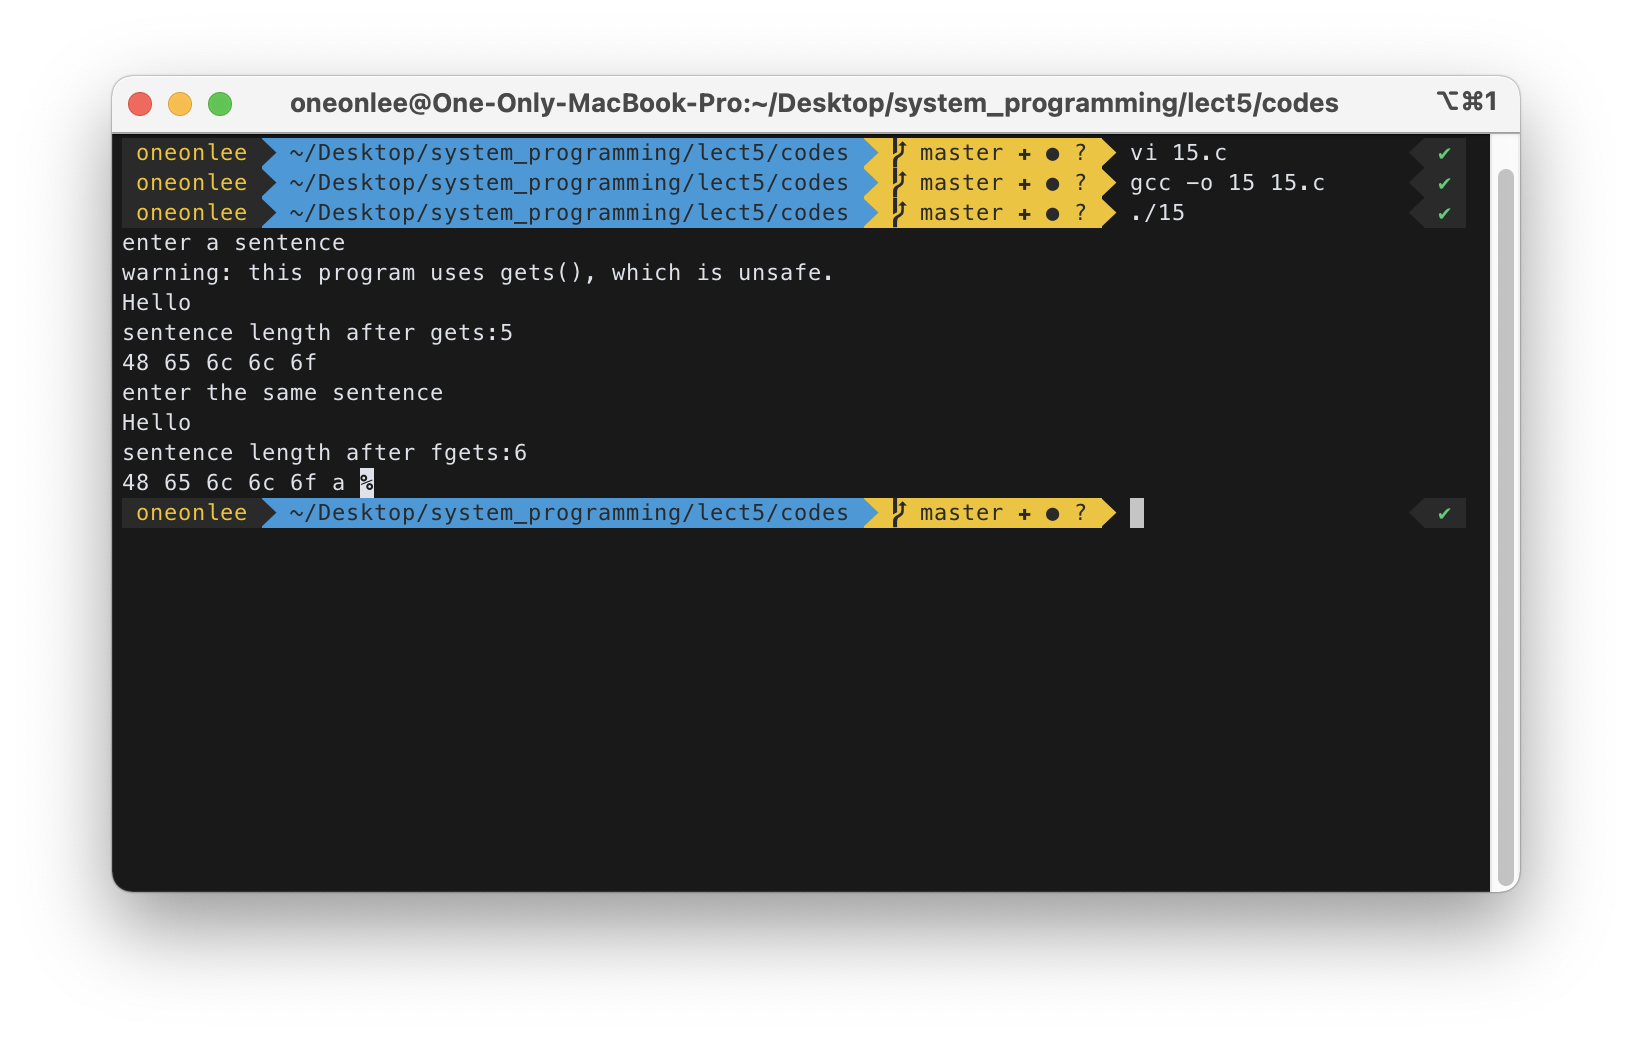 oneonlee@One-Only-MacBook-Pro:~/Desktop/system_programming/lect5/codes ⌥⌘1
oneonlee ~/Desktop/system_programming/lect5/codes master ✚ ● ? vi 15.c ✔
oneonlee ~/Desktop/system_programming/lect5/codes master ✚ ● ? gcc -o 15 15.c ✔
oneonlee ~/Desktop/system_programming/lect5/codes master ✚ ● ? ./15 ✔
enter a sentence
warning: this program uses gets(), which is unsafe.
Hello
sentence length after gets:5
48 65 6c 6c 6f
enter the same sentence
Hello
sentence length after fgets:6
48 65 6c 6c 6f a %
oneonlee ~/Desktop/system_programming/lect5/codes master ✚ ● ? ✔